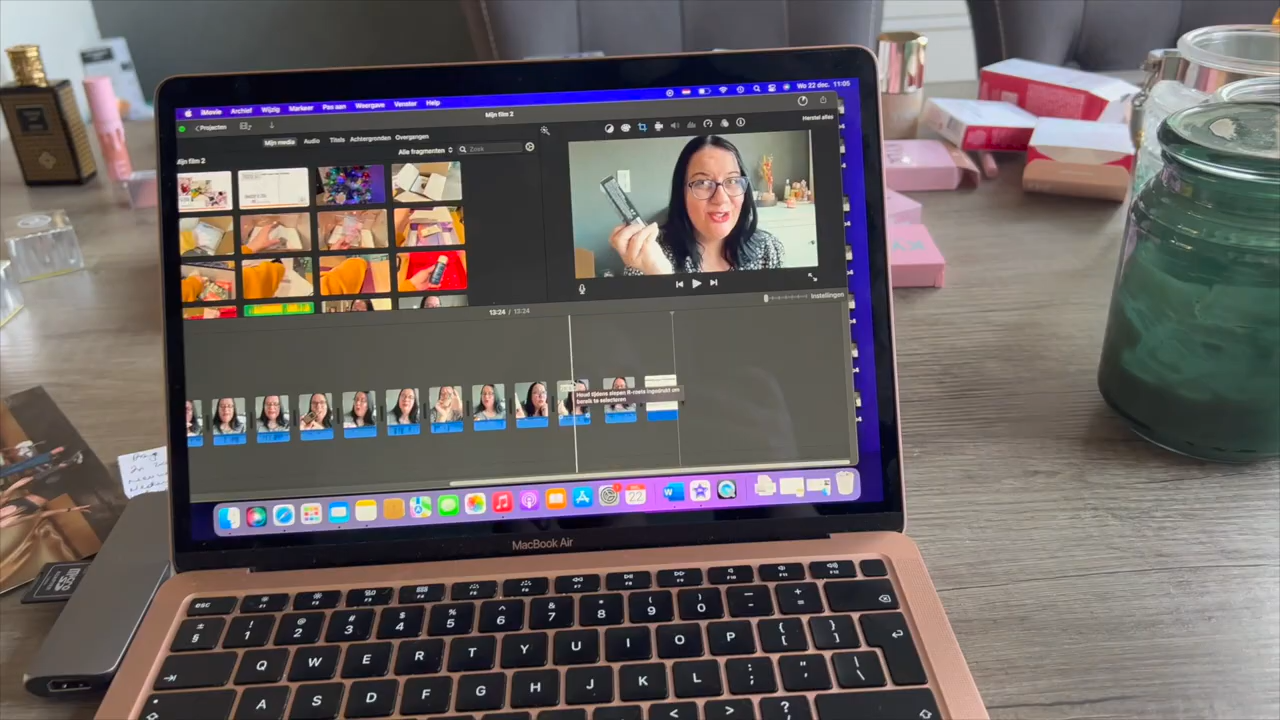 iMovie Archief Wijzig Markeer Pas aan Weergave Venster Help Wo 22 dec. 11:05
Mijn film 2
Projecten
Herstel alles
Mijn media Audio Titels Achtergronden Overgangen
Mijn film 2
Alle fragmenten Zoek
13:24 / 13:24
Instellingen
Houd tijdens slepen R-toets ingedrukt om
bereik te selecteren
22
W
MacBook Air
esc F1 F2 F3 F4 F5 F6 F7 F8 F9 F10 F11 F12
± § ! 1 @ 2 # 3 $ 4 % 5 ^ 6 & 7 * 8 ( 9 ) 0 _ - + =
Q W E R T Y U I O P { [ } ]
A S D F G H J K L : ; " ' | \
< , > . ? /
micro